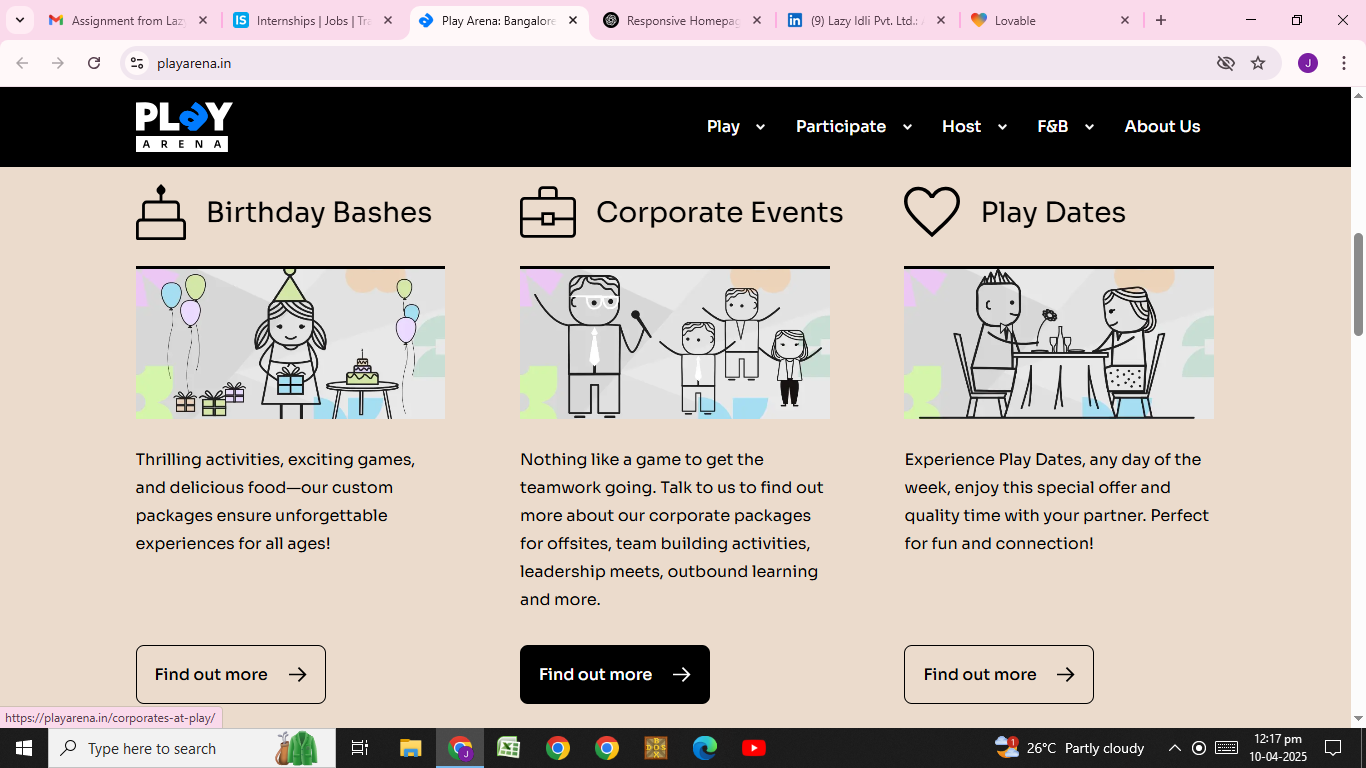 Assignment from Laz
Internships | Jobs | Tra
Play Arena: Bangalore
Responsive Homepag
(9) Lazy Idli Pvt. Ltd.:
Lovable
playarena.in
J
PLAY
ARENA
Play
Participate
Host
F&B
About Us
Birthday Bashes
Corporate Events
Play Dates
Thrilling activities, exciting games,
and delicious food—our custom
packages ensure unforgettable
experiences for all ages!
Nothing like a game to get the
teamwork going. Talk to us to find out
more about our corporate packages
for offsites, team building activities,
leadership meets, outbound learning
and more.
Experience Play Dates, any day of the
week, enjoy this special offer and
quality time with your partner. Perfect
for fun and connection!
Find out more
Find out more
Find out more
https://playarena.in/corporates-at-play/
Type here to search
J
DOS
1
26°C Partly cloudy
12:17 pm
10-04-2025